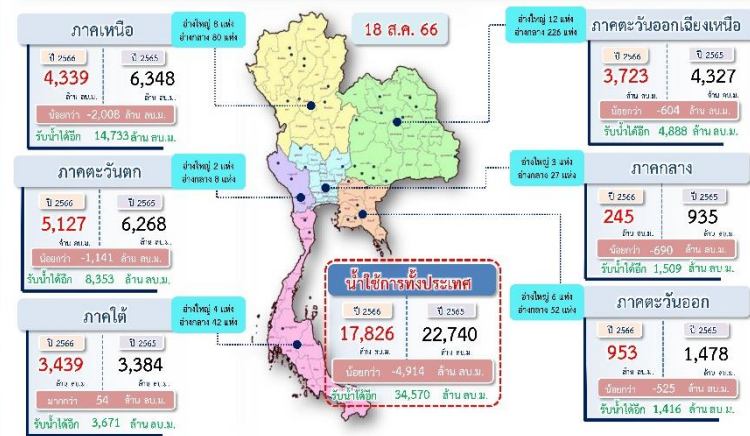 ภาคเหนือ
ปี 2566 ปี 2565
4,339 6,348
ล้าน ลบ.ม. ล้าน ลบ.ม.
น้อยกว่า -2,008 ล้าน ลบ.ม.
รับน้ำได้อีก 14,733 ล้าน ลบ.ม.
อ่างใหญ่ 8 แห่ง
อ่างกลาง 80 แห่ง
18 ส.ค. 66
อ่างใหญ่ 12 แห่ง
อ่างกลาง 226 แห่ง
ภาคตะวันออกเฉียงเหนือ
ปี 2566 ปี 2565
3,723 4,327
ล้าน ลบ.ม. ล้าน ลบ.ม.
น้อยกว่า -604 ล้าน ลบ.ม.
รับน้ำได้อีก 4,888 ล้าน ลบ.ม.
ภาคตะวันตก
ปี 2566 ปี 2565
5,127 6,268
ล้าน ลบ.ม. ล้าน ลบ.ม.
น้อยกว่า -1,141 ล้าน ลบ.ม.
รับน้ำได้อีก 8,353 ล้าน ลบ.ม.
อ่างใหญ่ 2 แห่ง
อ่างกลาง 8 แห่ง
อ่างใหญ่ 3 แห่ง
อ่างกลาง 27 แห่ง
ภาคกลาง
ปี 2566 ปี 2565
245 935
ล้าน ลบ.ม. ล้าน ลบ.ม.
น้อยกว่า -690 ล้าน ลบ.ม.
รับน้ำได้อีก 1,509 ล้าน ลบ.ม.
ภาคใต้
ปี 2566 ปี 2565
3,439 3,384
ล้าน ลบ.ม. ล้าน ลบ.ม.
มากกว่า 54 ล้าน ลบ.ม.
รับน้ำได้อีก 3,671 ล้าน ลบ.ม.
อ่างใหญ่ 4 แห่ง
อ่างกลาง 42 แห่ง
น้ำใช้การทั้งประเทศ
ปี 2566 ปี 2565
17,826 22,740
ล้าน ลบ.ม. ล้าน ลบ.ม.
น้อยกว่า -4,914 ล้าน ลบ.ม.
รับน้ำได้อีก 34,570 ล้าน ลบ.ม.
อ่างใหญ่ 6 แห่ง
อ่างกลาง 52 แห่ง
ภาคตะวันออก
ปี 2566 ปี 2565
953 1,478
ล้าน ลบ.ม. ล้าน ลบ.ม.
น้อยกว่า -525 ล้าน ลบ.ม.
รับน้ำได้อีก 1,416 ล้าน ลบ.ม.